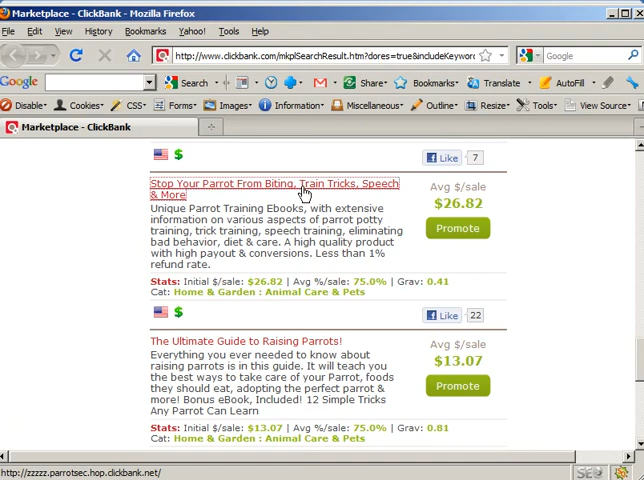 Marketplace - ClickBank - Mozilla Firefox
File Edit View History Bookmarks Yahoo! Tools Help
http://www.clickbank.com/mkplSearchResult.htm?dores=true&includeKeywor Google
Google Search Share Bookmarks Translate AutoFill
Disable Cookies CSS Forms Images Information Miscellaneous Outline Resize Tools View Source
Marketplace - ClickBank
$ Like 7
Stop Your Parrot From Biting, Train Tricks, Speech
& More
Avg $/sale
$26.82
Promote
Unique Parrot Training Ebooks, with extensive
information on various aspects of parrot potty
training, trick training, speech training, eliminating
bad behavior, diet & care. A high quality product
with high payout & conversions. Less than 1%
refund rate.
Stats: Initial $/sale: $26.82 | Avg %/sale: 75.0% | Grav: 0.41
Cat: Home & Garden : Animal Care & Pets
$ Like 22
The Ultimate Guide to Raising Parrots!
Avg $/sale
$13.07
Promote
Everything you ever needed to know about
raising parrots is in this guide. It will teach you
the best ways to take care of your Parrot, foods
they should eat, adopting the perfect parrot &
more! Bonus eBook, Included! 12 Simple Tricks
Any Parrot Can Learn
Stats: Initial $/sale: $13.07 | Avg %/sale: 75.0% | Grav: 0.81
Cat: Home & Garden : Animal Care & Pets
http://zzzzz.parrotsec.hop.clickbank.net/ SEO